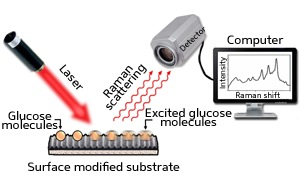 Computer
Detector
Intensity
Raman shift
Laser
Raman
scattering
Glucose
molecules
Excited glucose
molecules
Surface modified substrate